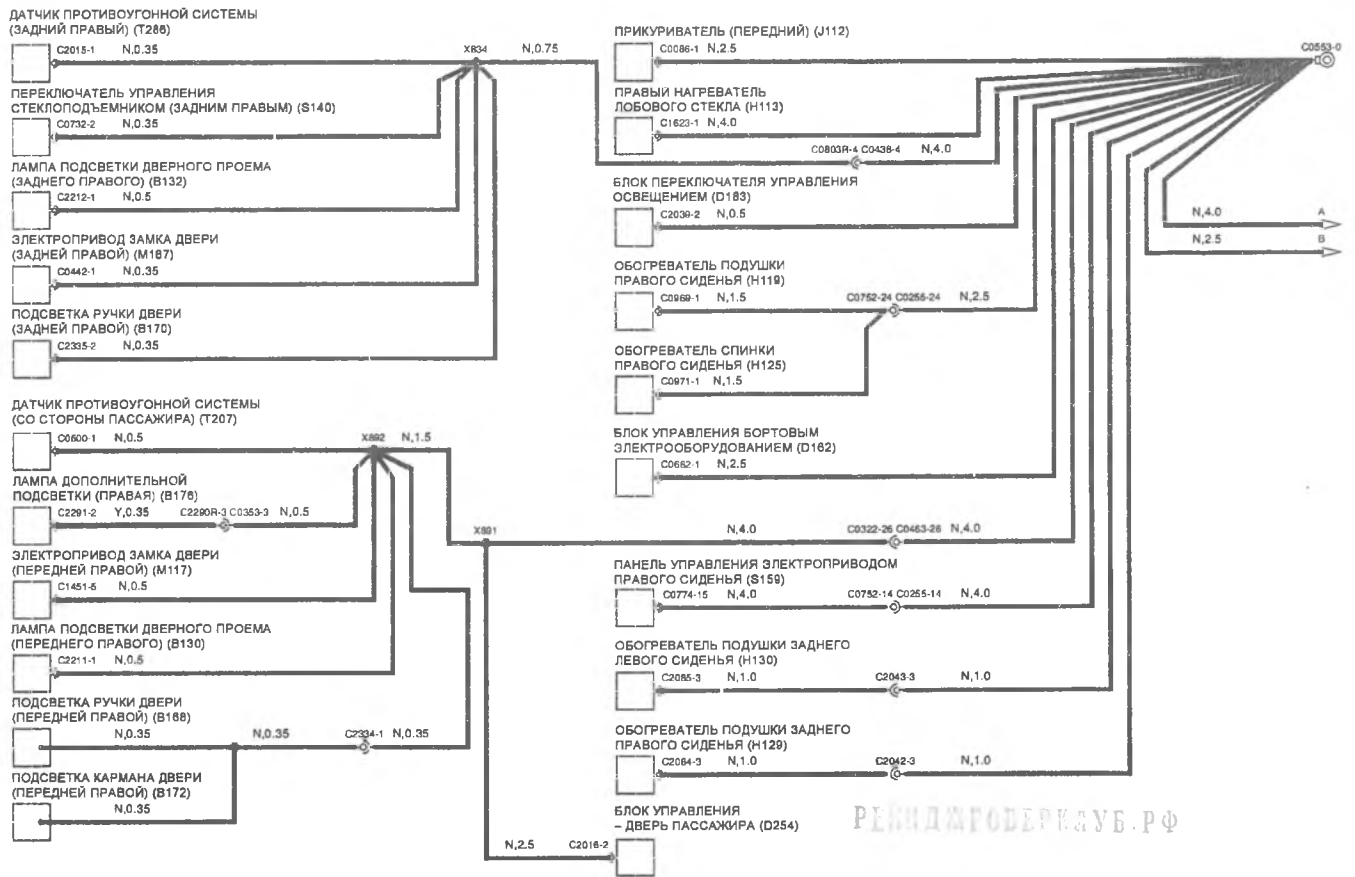 ДАТЧИК ПРОТИВОУГОННОЙ СИСТЕМЫ
(ЗАДНИЙ ПРАВЫЙ) (T286)
C2015-1 N,0.35
X834 N,0.75
ПЕРЕКЛЮЧАТЕЛЬ УПРАВЛЕНИЯ
СТЕКЛОПОДЪЕМНИКОМ (ЗАДНИМ ПРАВЫМ) (S140)
C0732-2 N,0.35
ЛАМПА ПОДСВЕТКИ ДВЕРНОГО ПРОЕМА
(ЗАДНЕГО ПРАВОГО) (B132)
C2212-1 N,0.5
ЭЛЕКТРОПРИВОД ЗАМКА ДВЕРИ
(ЗАДНЕЙ ПРАВОЙ) (M167)
C0442-1 N,0.35
ПОДСВЕТКА РУЧКИ ДВЕРИ
(ЗАДНЕЙ ПРАВОЙ) (B170)
C2335-2 N,0.35
ДАТЧИК ПРОТИВОУГОННОЙ СИСТЕМЫ
(СО СТОРОНЫ ПАССАЖИРА) (T207)
C0600-1 N,0.5
X892 N,1.5
ЛАМПА ДОПОЛНИТЕЛЬНОЙ
ПОДСВЕТКИ (ПРАВАЯ) (B176)
C2291-2 Y,0.35 C2290R-3 C0353-3 N,0.5
X891
ЭЛЕКТРОПРИВОД ЗАМКА ДВЕРИ
(ПЕРЕДНЕЙ ПРАВОЙ) (M117)
C1451-5 N,0.5
ЛАМПА ПОДСВЕТКИ ДВЕРНОГО ПРОЕМА
(ПЕРЕДНЕГО ПРАВОГО) (B130)
C2211-1 N,0.5
ПОДСВЕТКА РУЧКИ ДВЕРИ
(ПЕРЕДНЕЙ ПРАВОЙ) (B168)
N,0.35 N,0.35 C2334-1 N,0.35
ПОДСВЕТКА КАРМАНА ДВЕРИ
(ПЕРЕДНЕЙ ПРАВОЙ) (B172)
N,0.35
ПРИКУРИВАТЕЛЬ (ПЕРЕДНИЙ) (J112)
C0086-1 N,2.5
C0553-0
ПРАВЫЙ НАГРЕВАТЕЛЬ
ЛОБОВОГО СТЕКЛА (H113)
C1623-1 N,4.0
C0803R-4 C0438-4 N,4.0
БЛОК ПЕРЕКЛЮЧАТЕЛЯ УПРАВЛЕНИЯ
ОСВЕЩЕНИЕМ (D183)
C2039-2 N,0.5
N,4.0 A
N,2.5 B
ОБОГРЕВАТЕЛЬ ПОДУШКИ
ПРАВОГО СИДЕНЬЯ (H119)
C0969-1 N,1.5 C0752-24 C0255-24 N,2.5
ОБОГРЕВАТЕЛЬ СПИНКИ
ПРАВОГО СИДЕНЬЯ (H125)
C0971-1 N,1.5
БЛОК УПРАВЛЕНИЯ БОРТОВЫМ
ЭЛЕКТРООБОРУДОВАНИЕМ (D162)
C0662-1 N,2.5
N,4.0 C0322-26 C0463-26 N,4.0
ПАНЕЛЬ УПРАВЛЕНИЯ ЭЛЕКТРОПРИВОДОМ
ПРАВОГО СИДЕНЬЯ (S159)
C0774-15 N,4.0 C0752-14 C0255-14 N,4.0
ОБОГРЕВАТЕЛЬ ПОДУШКИ ЗАДНЕГО
ЛЕВОГО СИДЕНЬЯ (H130)
C2085-3 N,1.0 C2043-3 N,1.0
ОБОГРЕВАТЕЛЬ ПОДУШКИ ЗАДНЕГО
ПРАВОГО СИДЕНЬЯ (H129)
C2084-3 N,1.0 C2042-3 N,1.0
БЛОК УПРАВЛЕНИЯ
– ДВЕРЬ ПАССАЖИРА (D254)
N,2.5 C2016-2
РЕЙНДЖРОВЕРКЛУБ.РФ